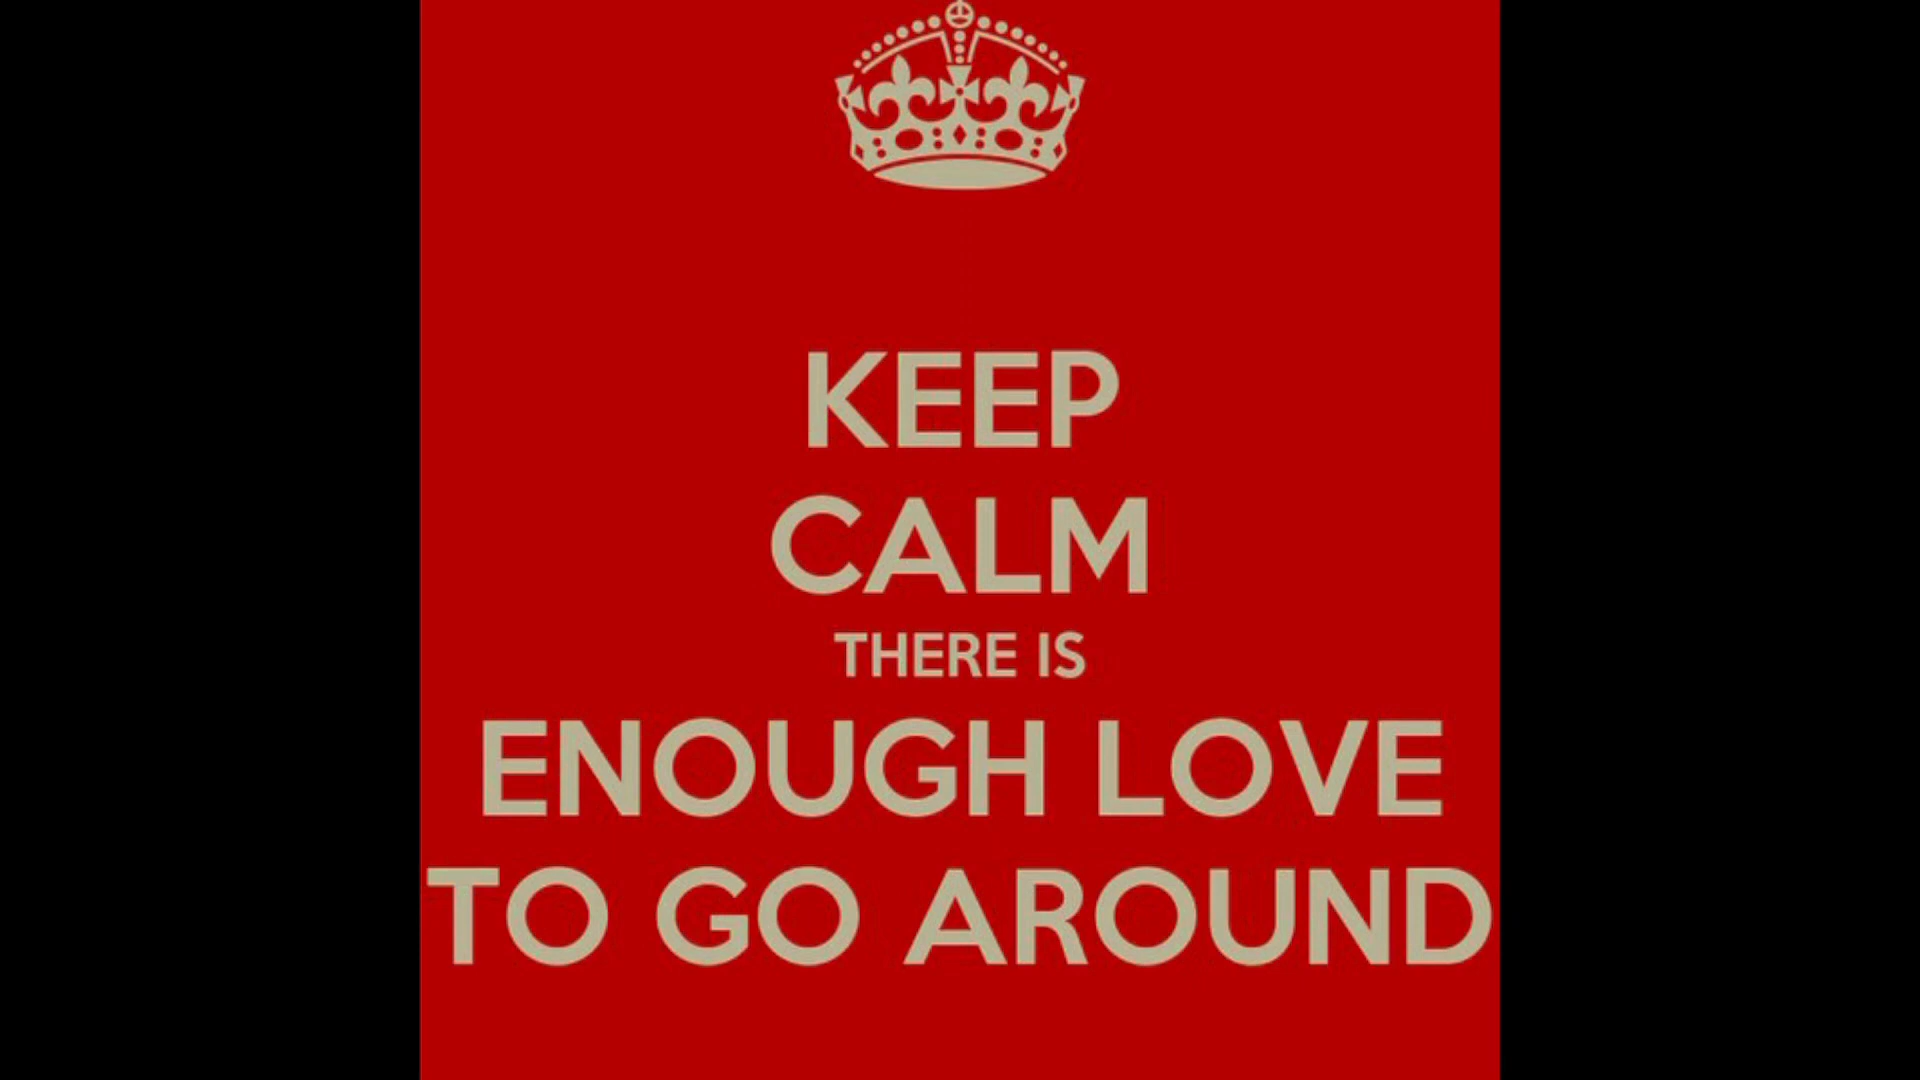 KEEP
CALM
THERE IS
ENOUGH LOVE
TO GO AROUND